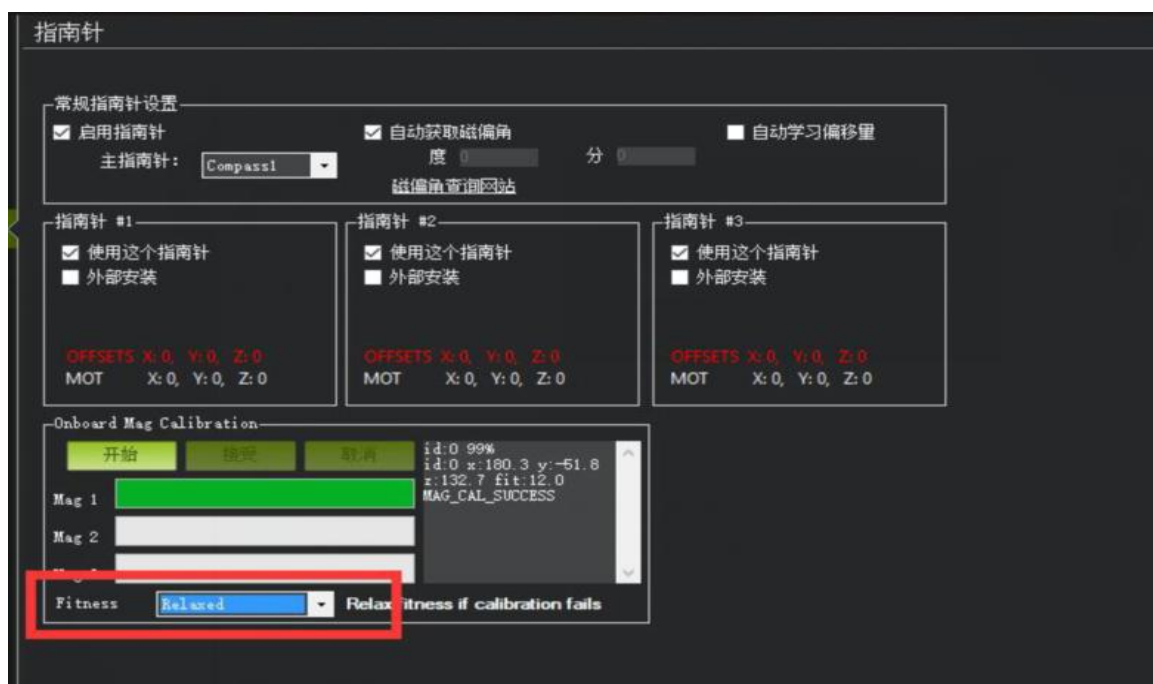 指南针
常规指南针设置
启用指南针 自动获取磁偏角 自动学习偏移量
主指南针： Compass1 度 0 分 0
磁偏角查询网站
指南针 #1 指南针 #2 指南针 #3
使用这个指南针 使用这个指南针 使用这个指南针
外部安装 外部安装 外部安装
OFFSETS X: 0, Y: 0, Z: 0 OFFSETS X: 0, Y: 0, Z: 0 OFFSETS X: 0, Y: 0, Z: 0
MOT X: 0, Y: 0, Z: 0 MOT X: 0, Y: 0, Z: 0 MOT X: 0, Y: 0, Z: 0
Onboard Mag Calibration
开始 接受 取消
id:0 99%
id:0 x:180.3 y:-51.8
z:132.7 fit:12.0
MAG_CAL_SUCCESS
Mag 1
Mag 2
Fitness Relaxed Relax fitness if calibration fails